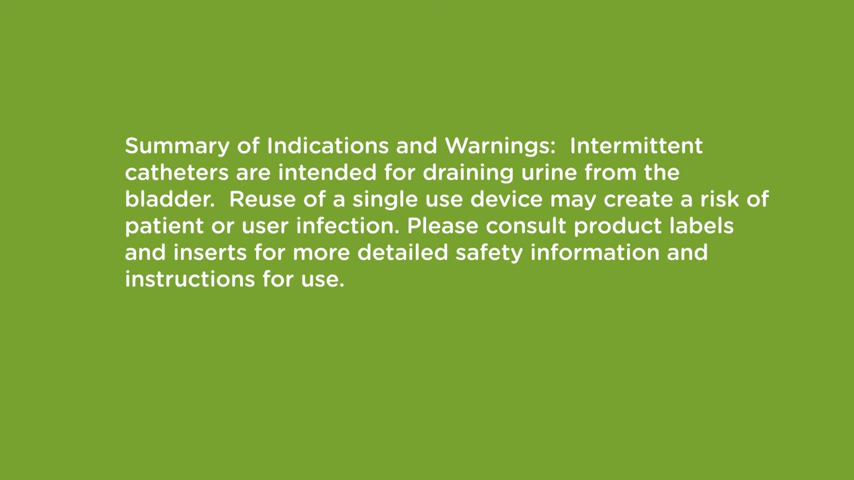 Summary of Indications and Warnings:  Intermittent
catheters are intended for draining urine from the
bladder.  Reuse of a single use device may create a risk of
patient or user infection. Please consult product labels
and inserts for more detailed safety information and
instructions for use.